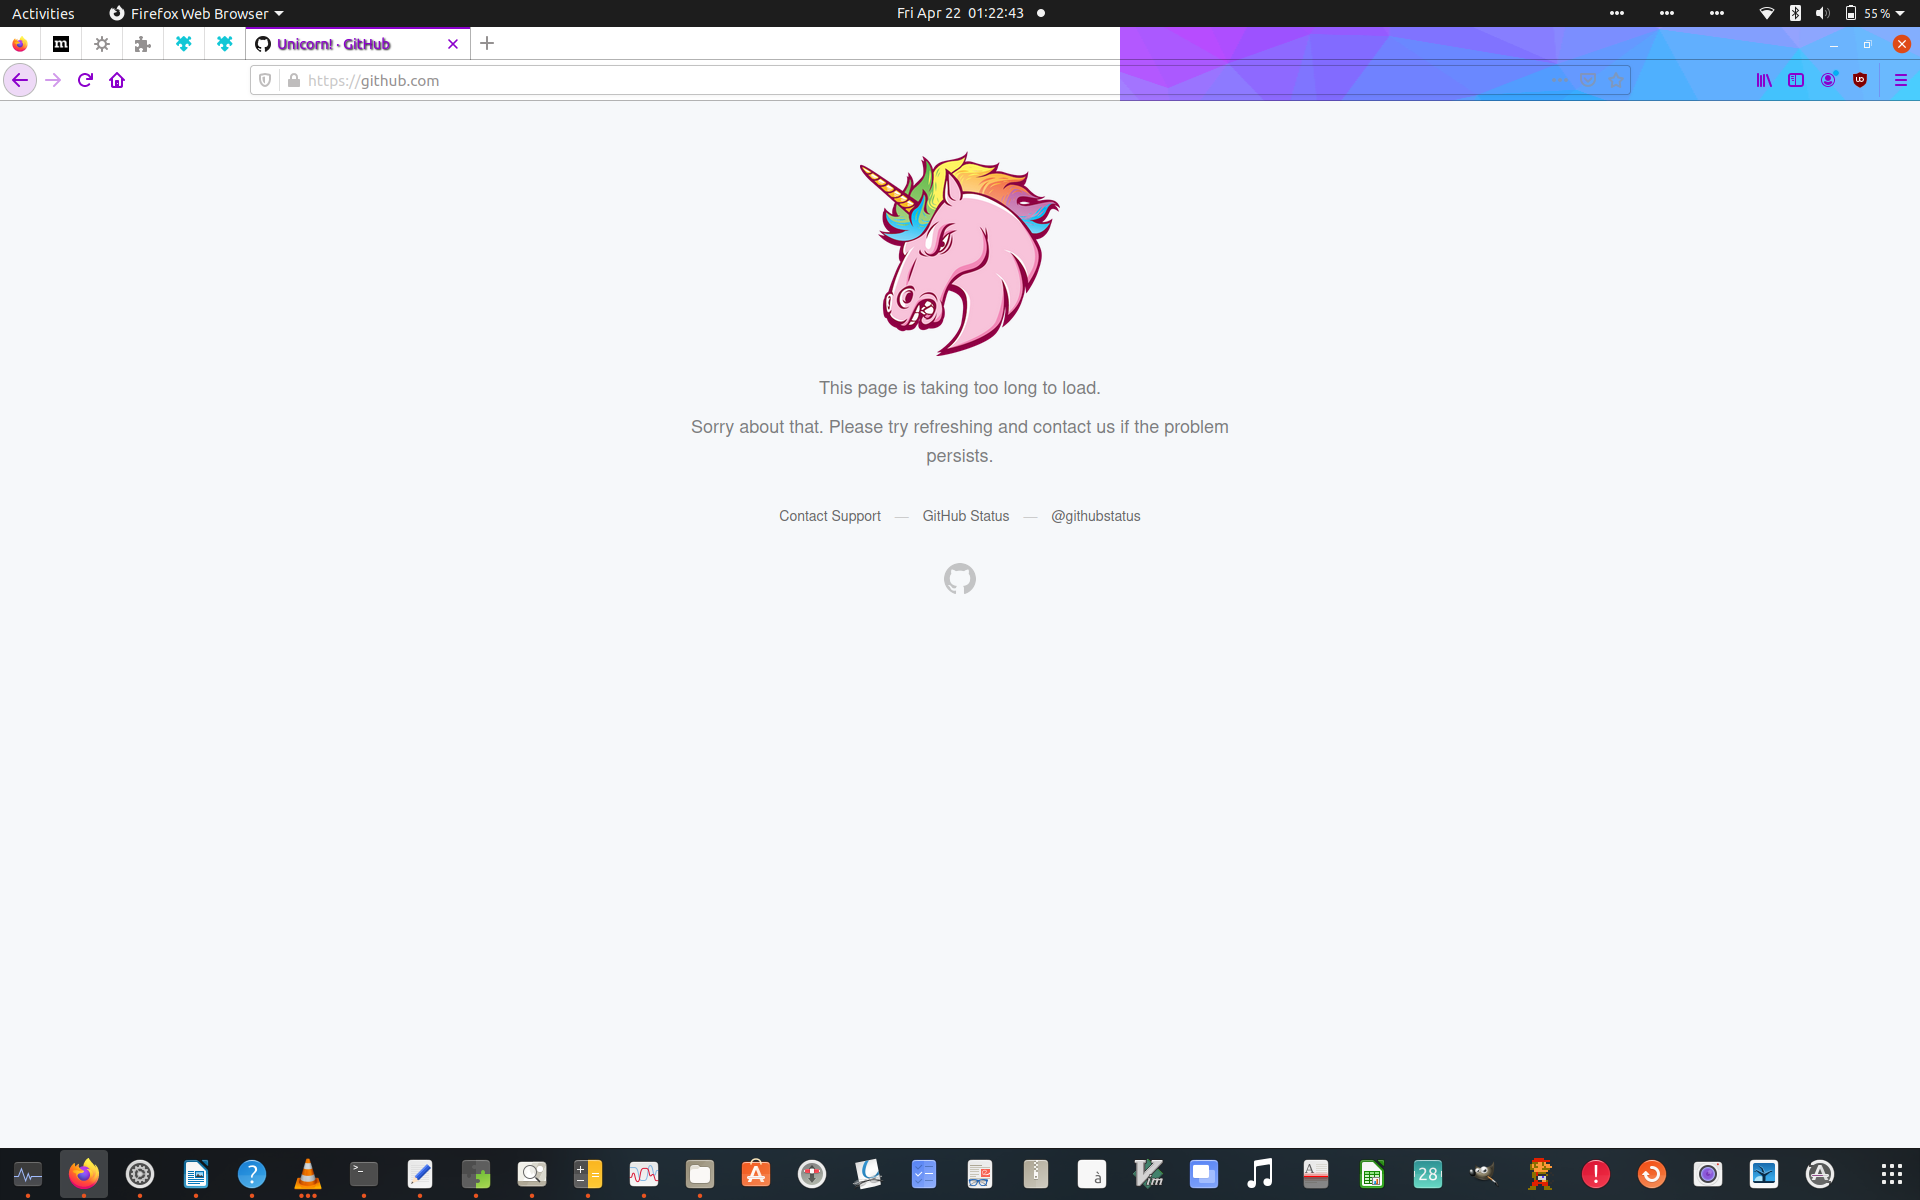 Activities
Firefox Web Browser
Fri Apr 22 01:22:43
55 %
m
Unicorn! · GitHub
https://github.com
This page is taking too long to load.
Sorry about that. Please try refreshing and contact us if the problem
persists.
Contact Support — GitHub Status — @githubstatus
28